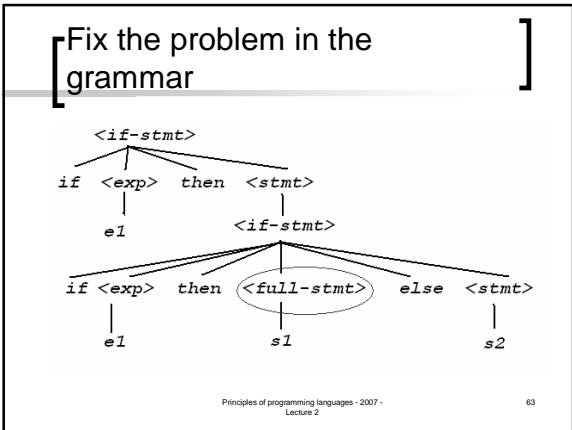 Fix the problem in the
grammar
<if-stmt>
if <exp> then <stmt>
e1 <if-stmt>
if <exp> then <full-stmt> else <stmt>
e1 s1 s2
Principles of programming languages - 2007 -
Lecture 2
63